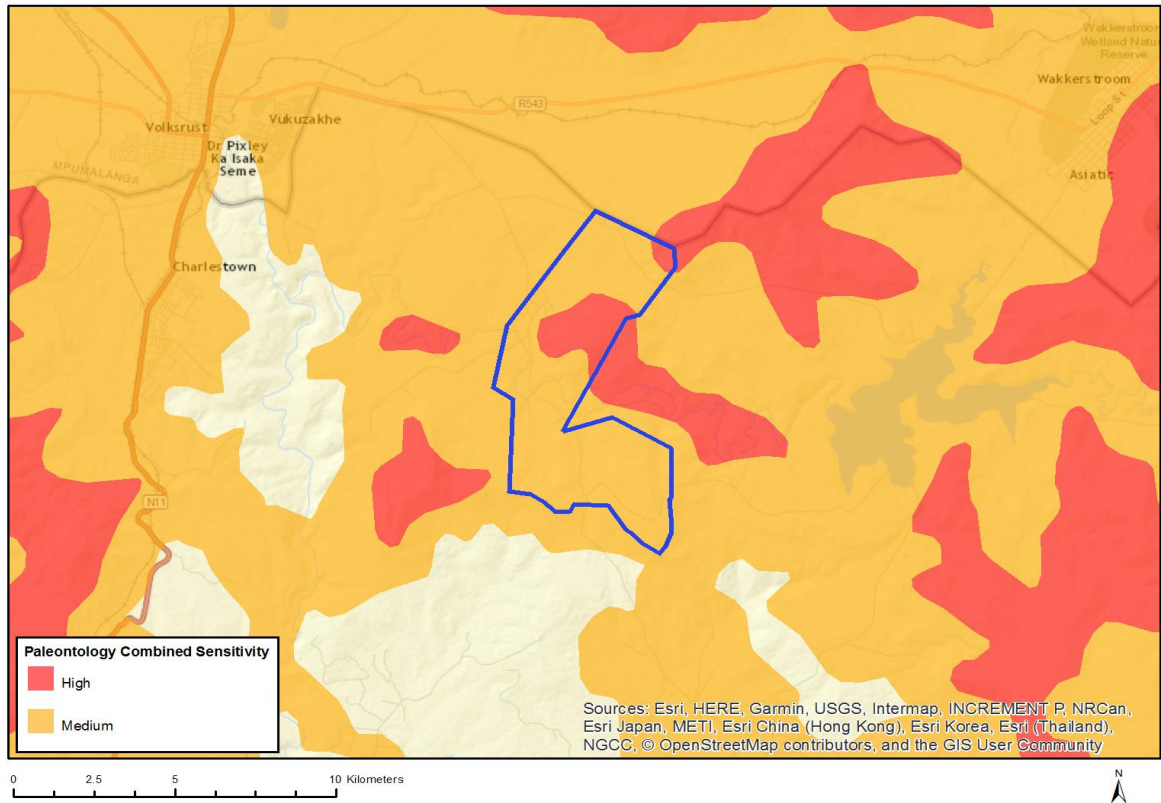 Wakkerstroom
Wetland Natur
Reserve
Wakkerstroom
Loop St
R543
Volksrust
Vukuzakhe
Dr Pixley
Ka Isaka
Seme
MPUMALANGA
Asiatic
Charlestown
N11
Paleontology Combined Sensitivity
High
Medium
Sources: Esri, HERE, Garmin, USGS, Intermap, INCREMENT P, NRCan,
Esri Japan, METI, Esri China (Hong Kong), Esri Korea, Esri (Thailand),
NGCC, © OpenStreetMap contributors, and the GIS User Community
0 2.5 5 10 Kilometers
N